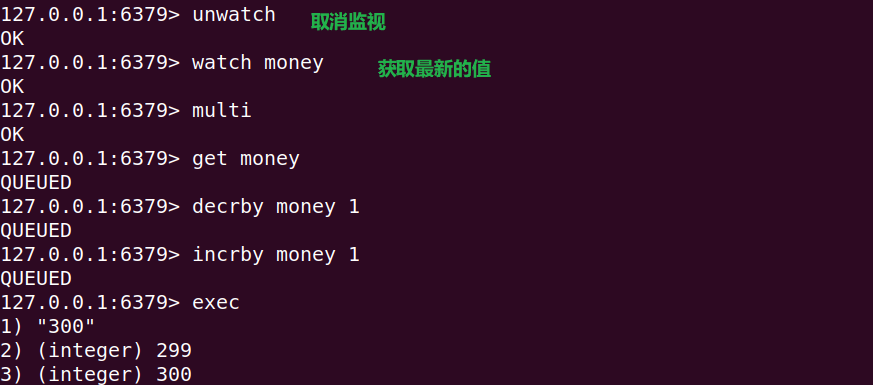 127.0.0.1:6379> unwatch 取消监视
OK
127.0.0.1:6379> watch money 获取最新的值
OK
127.0.0.1:6379> multi
OK
127.0.0.1:6379> get money
QUEUED
127.0.0.1:6379> decrby money 1
QUEUED
127.0.0.1:6379> incrby money 1
QUEUED
127.0.0.1:6379> exec
1) "300"
2) (integer) 299
3) (integer) 300